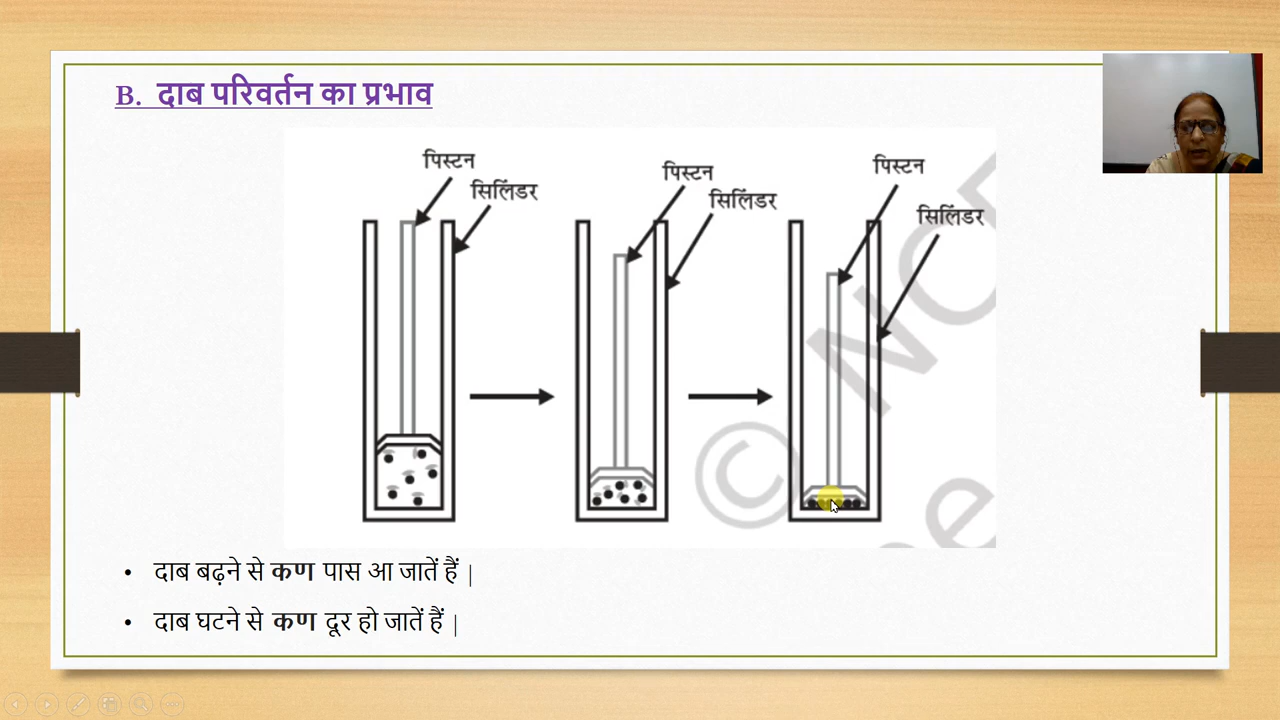 B. दाब परिवर्तन का प्रभाव
पिस्टन
सिलिंडर
पिस्टन
सिलिंडर
पिस्टन
सिलिंडर
• दाब बढ़ने से कण पास आ जातें हैं |
• दाब घटने से कण दूर हो जातें हैं |